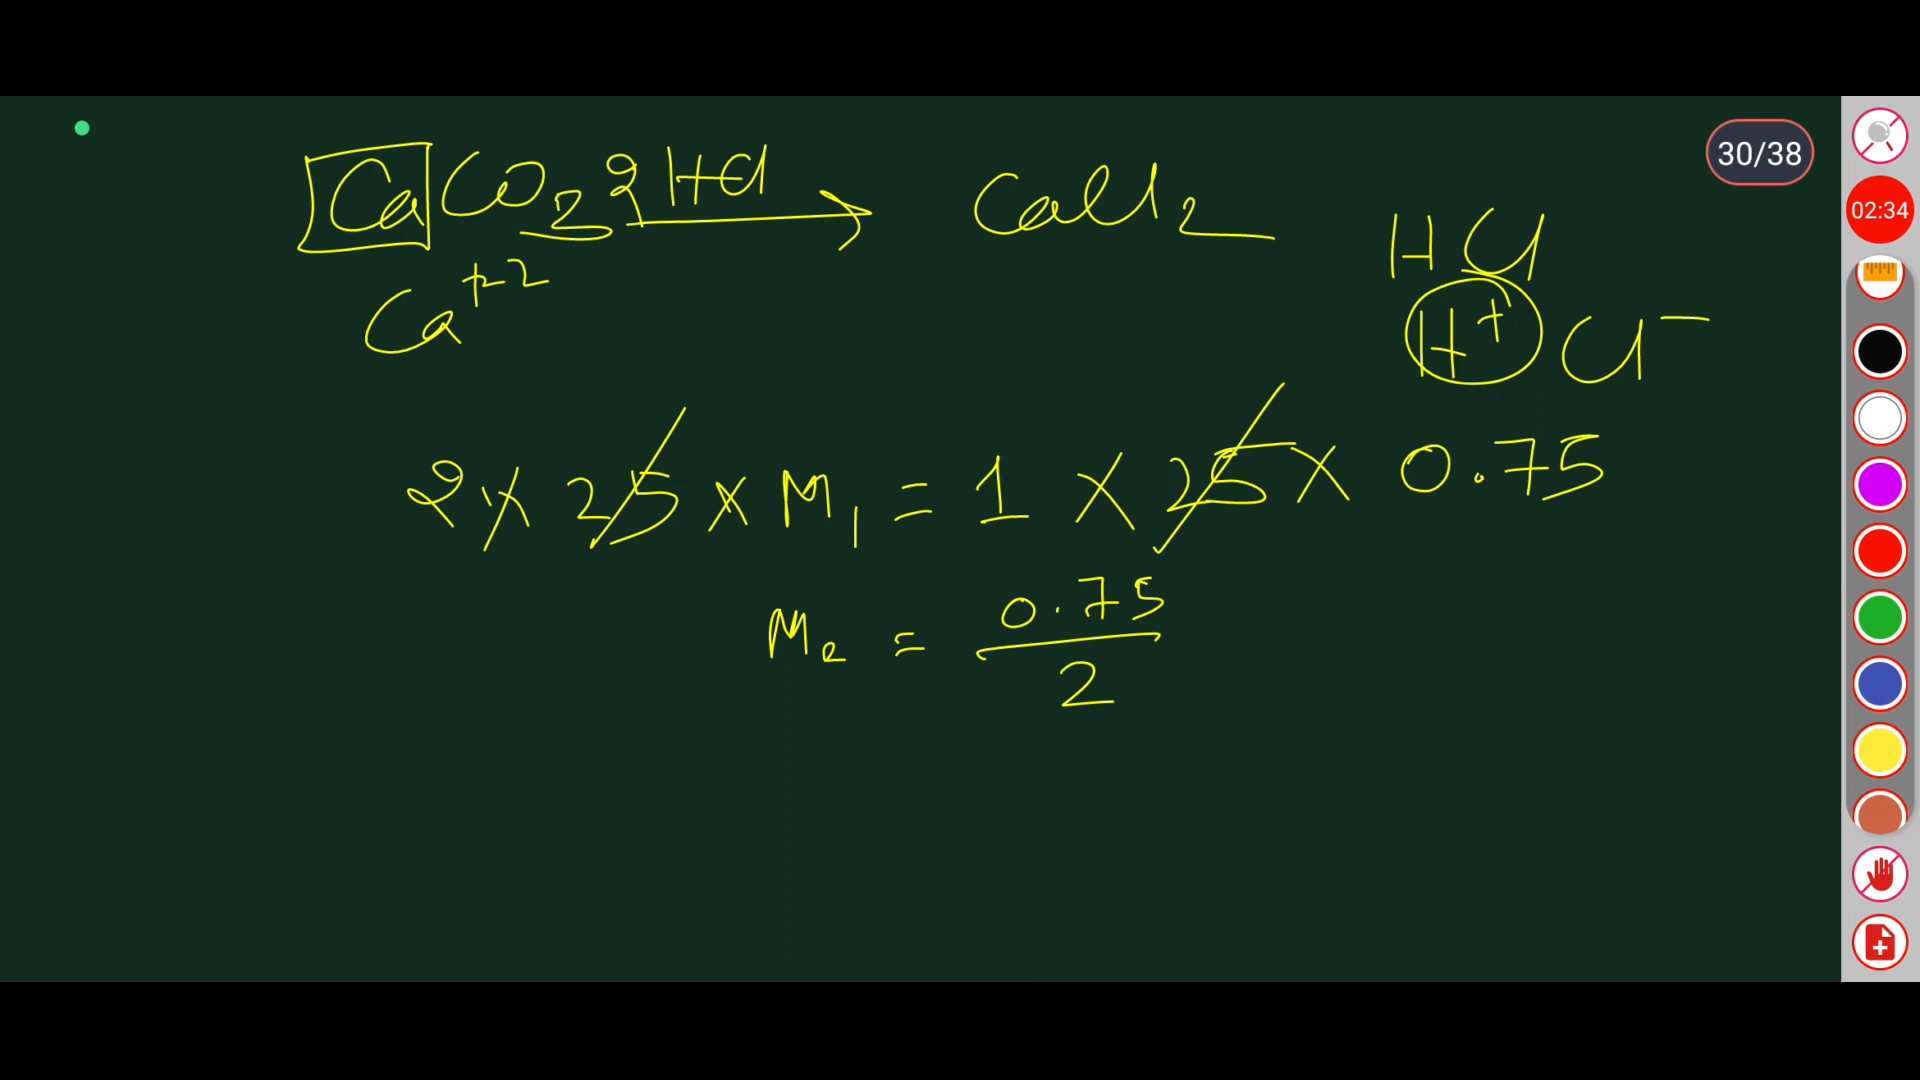 30/38
CaCO3 2HCl → CaCl2
02:34
HCl
Ca+2
H+ Cl−
2 × 25 × M1 = 1 × 25 × 0.75
M2 = 0.75/2